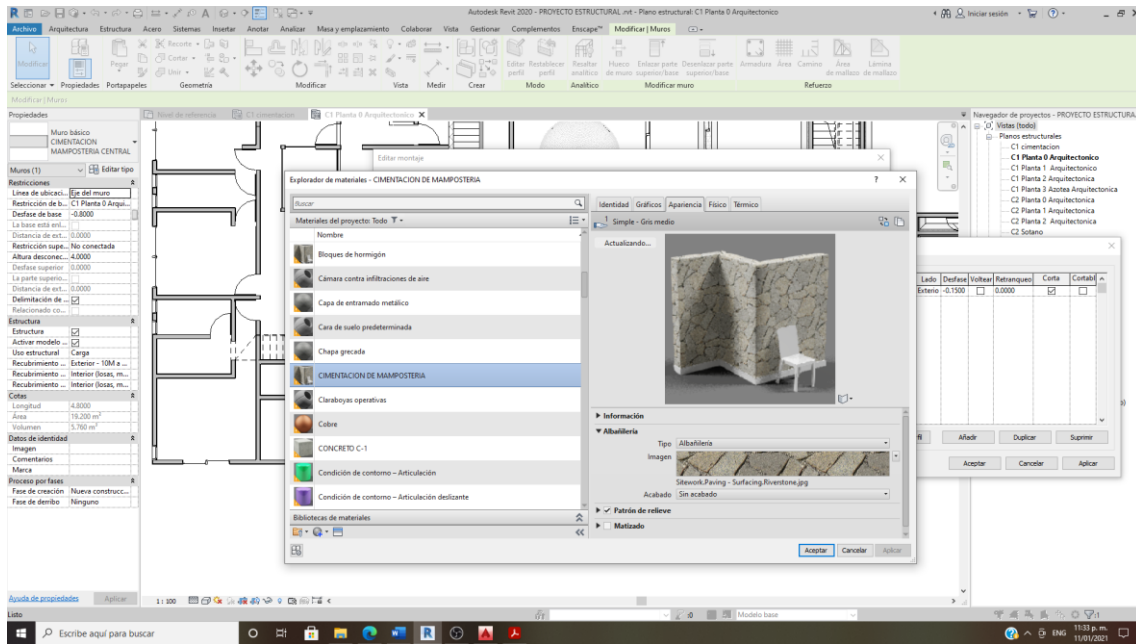 Autodesk Revit - PROYECTO ESTRUCTURAL .rvt - Plano estructural: C1 Planta 0 Arquitectonico
Iniciar sesión
Archivo Arquitectura Estructura Acero Sistemas Insertar Anotar Analizar Masa y emplazamiento Colaborar Vista Gestionar Complementos Enscape™ Modificar | Muros
Modificar
Pegar
Recorte
Cortar
Unir
Editar perfil
Restablecer perfil
Resaltar analítico
Hueco de muro
Enlazar parte superior/base
Desenlazar parte superior/base
Armadura Área Camino
Área de mallazo
Lámina de mallazo
Seleccionar Propiedades Portapapeles Geometría Modificar Vista Medir Crear Modo Analítico Modificar muro Refuerzo
Modificar | Muros
Propiedades
Muro básico
CIMENTACION
MAMPOSTERIA CENTRAL
Muros (1) Editar tipo
Restricciones
Línea de ubicaci... Eje del muro
Restricción de b... C1 Planta 0 Arqui...
Desfase de base -0.8000
La base está enl...
Distancia de ext... 0.0000
Restricción supe... No conectada
Altura desconec... 4.0000
Desfase superior 0.0000
La parte superio...
Distancia de ext... 0.0000
Delimitación de ...
Relacionado co...
Estructura
Estructura
Activar modelo ...
Uso estructural Carga
Recubrimiento ... Exterior - 10M a ...
Recubrimiento ... Interior (losas, m...
Recubrimiento ... Interior (losas, m...
Cotas
Longitud 4.8000
Área 19.200 m²
Volumen 5.760 m³
Datos de identidad
Imagen
Comentarios
Marca
Proceso por fases
Fase de creación Nueva construcc...
Fase de derribo Ninguno
Ayuda de propiedades Aplicar
Nivel de referencia C1 cimentacion C1 Planta 0 Arquitectonico
Editar montaje
Explorador de materiales - CIMENTACION DE MAMPOSTERIA
Buscar
Materiales del proyecto: Todo
Nombre
Bloques de hormigón
Cámara contra infiltraciones de aire
Capa de entramado metálico
Cara de suelo predeterminada
Chapa grecada
CIMENTACION DE MAMPOSTERIA
Claraboyas operativas
Cobre
CONCRETO C-1
Condición de contorno – Articulación
Condición de contorno – Articulación deslizante
Bibliotecas de materiales
Identidad Gráficos Apariencia Físico Térmico
1 Simple - Gris medio
Actualizando...
Información
Albañilería
Tipo Albañilería
Imagen
Sitework.Paving - Surfacing.Riverstone.jpg
Acabado Sin acabado
Patrón de relieve
Matizado
Aceptar Cancelar Aplicar
Navegador de proyectos - PROYECTO ESTRUCTURA
Vistas (todo)
Planos estructurales
C1 cimentacion
C1 Planta 0 Arquitectonico
C1 Planta 1 Arquitectonico
C1 Planta 2 Arquitectonica
C1 Planta 3 Azotea Arquitectonica
C2 Planta 0 Arquitectonica
C2 Planta 1 Arquitectonica
C2 Planta 2 Arquitectonica
C2 Sotano
Lado Desfase Voltear Retranqueo Corta Cortabl
Exterio -0.1500 0.0000
Añadir Duplicar Suprimir
Aceptar Cancelar Aplicar
1 : 100
Listo
:0
Modelo base
:1
Escribe aquí para buscar
ENG
11:33 p. m.
11/01/2021